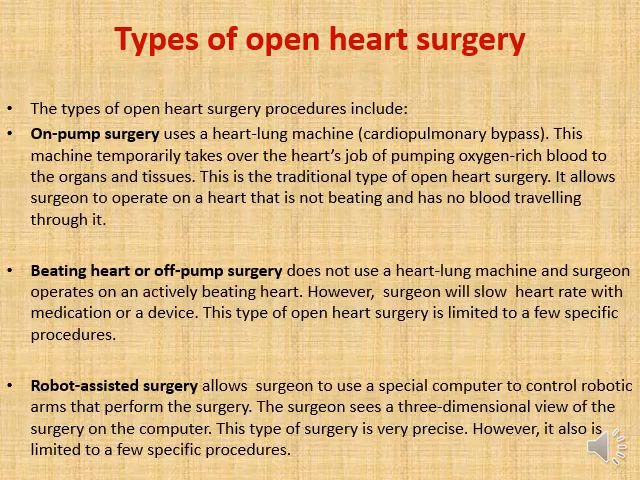 Types of open heart surgery
• The types of open heart surgery procedures include:
• On-pump surgery uses a heart-lung machine (cardiopulmonary bypass). This
machine temporarily takes over the heart's job of pumping oxygen-rich blood to
the organs and tissues. This is the traditional type of open heart surgery. It allows
surgeon to operate on a heart that is not beating and has no blood travelling
through it.
• Beating heart or off-pump surgery does not use a heart-lung machine and surgeon
operates on an actively beating heart. However,  surgeon will slow  heart rate with
medication or a device. This type of open heart surgery is limited to a few specific
procedures.
• Robot-assisted surgery allows  surgeon to use a special computer to control robotic
arms that perform the surgery. The surgeon sees a three-dimensional view of the
surgery on the computer. This type of surgery is very precise. However, it also is
limited to a few specific procedures.